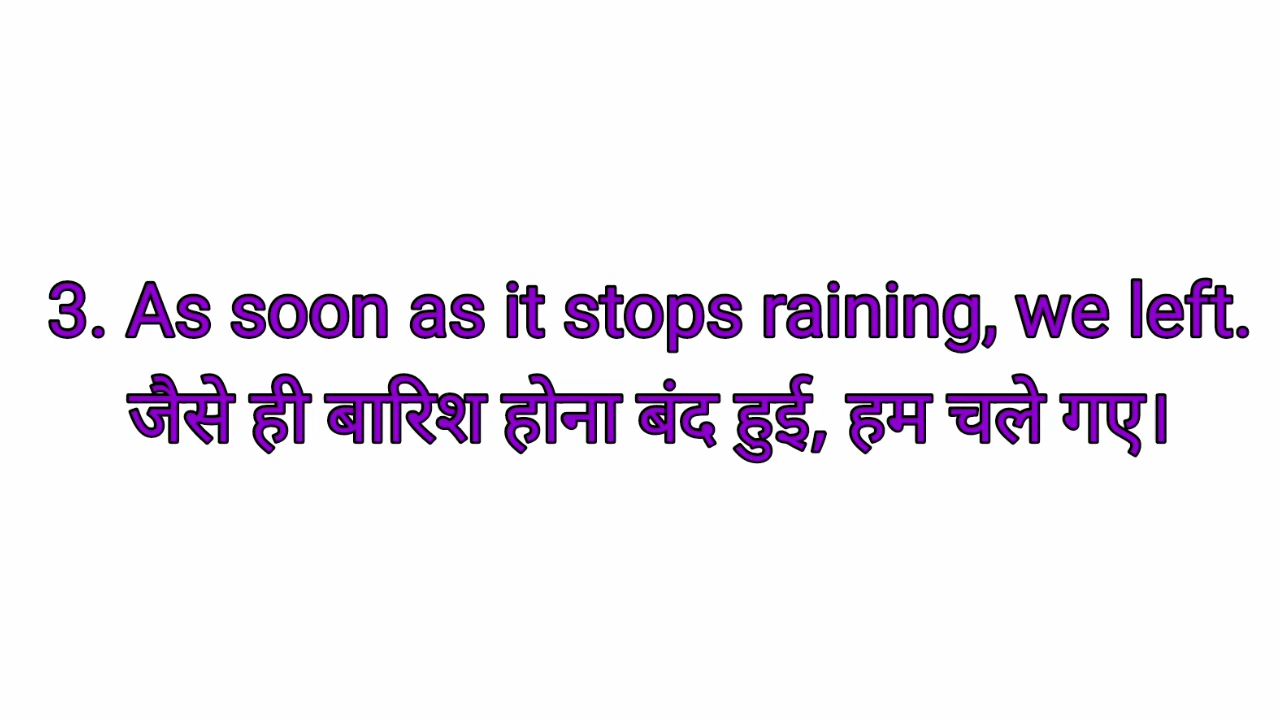 3. As soon as it stops raining, we left.
जैसे ही बारिश होना बंद हुई, हम चले गए।